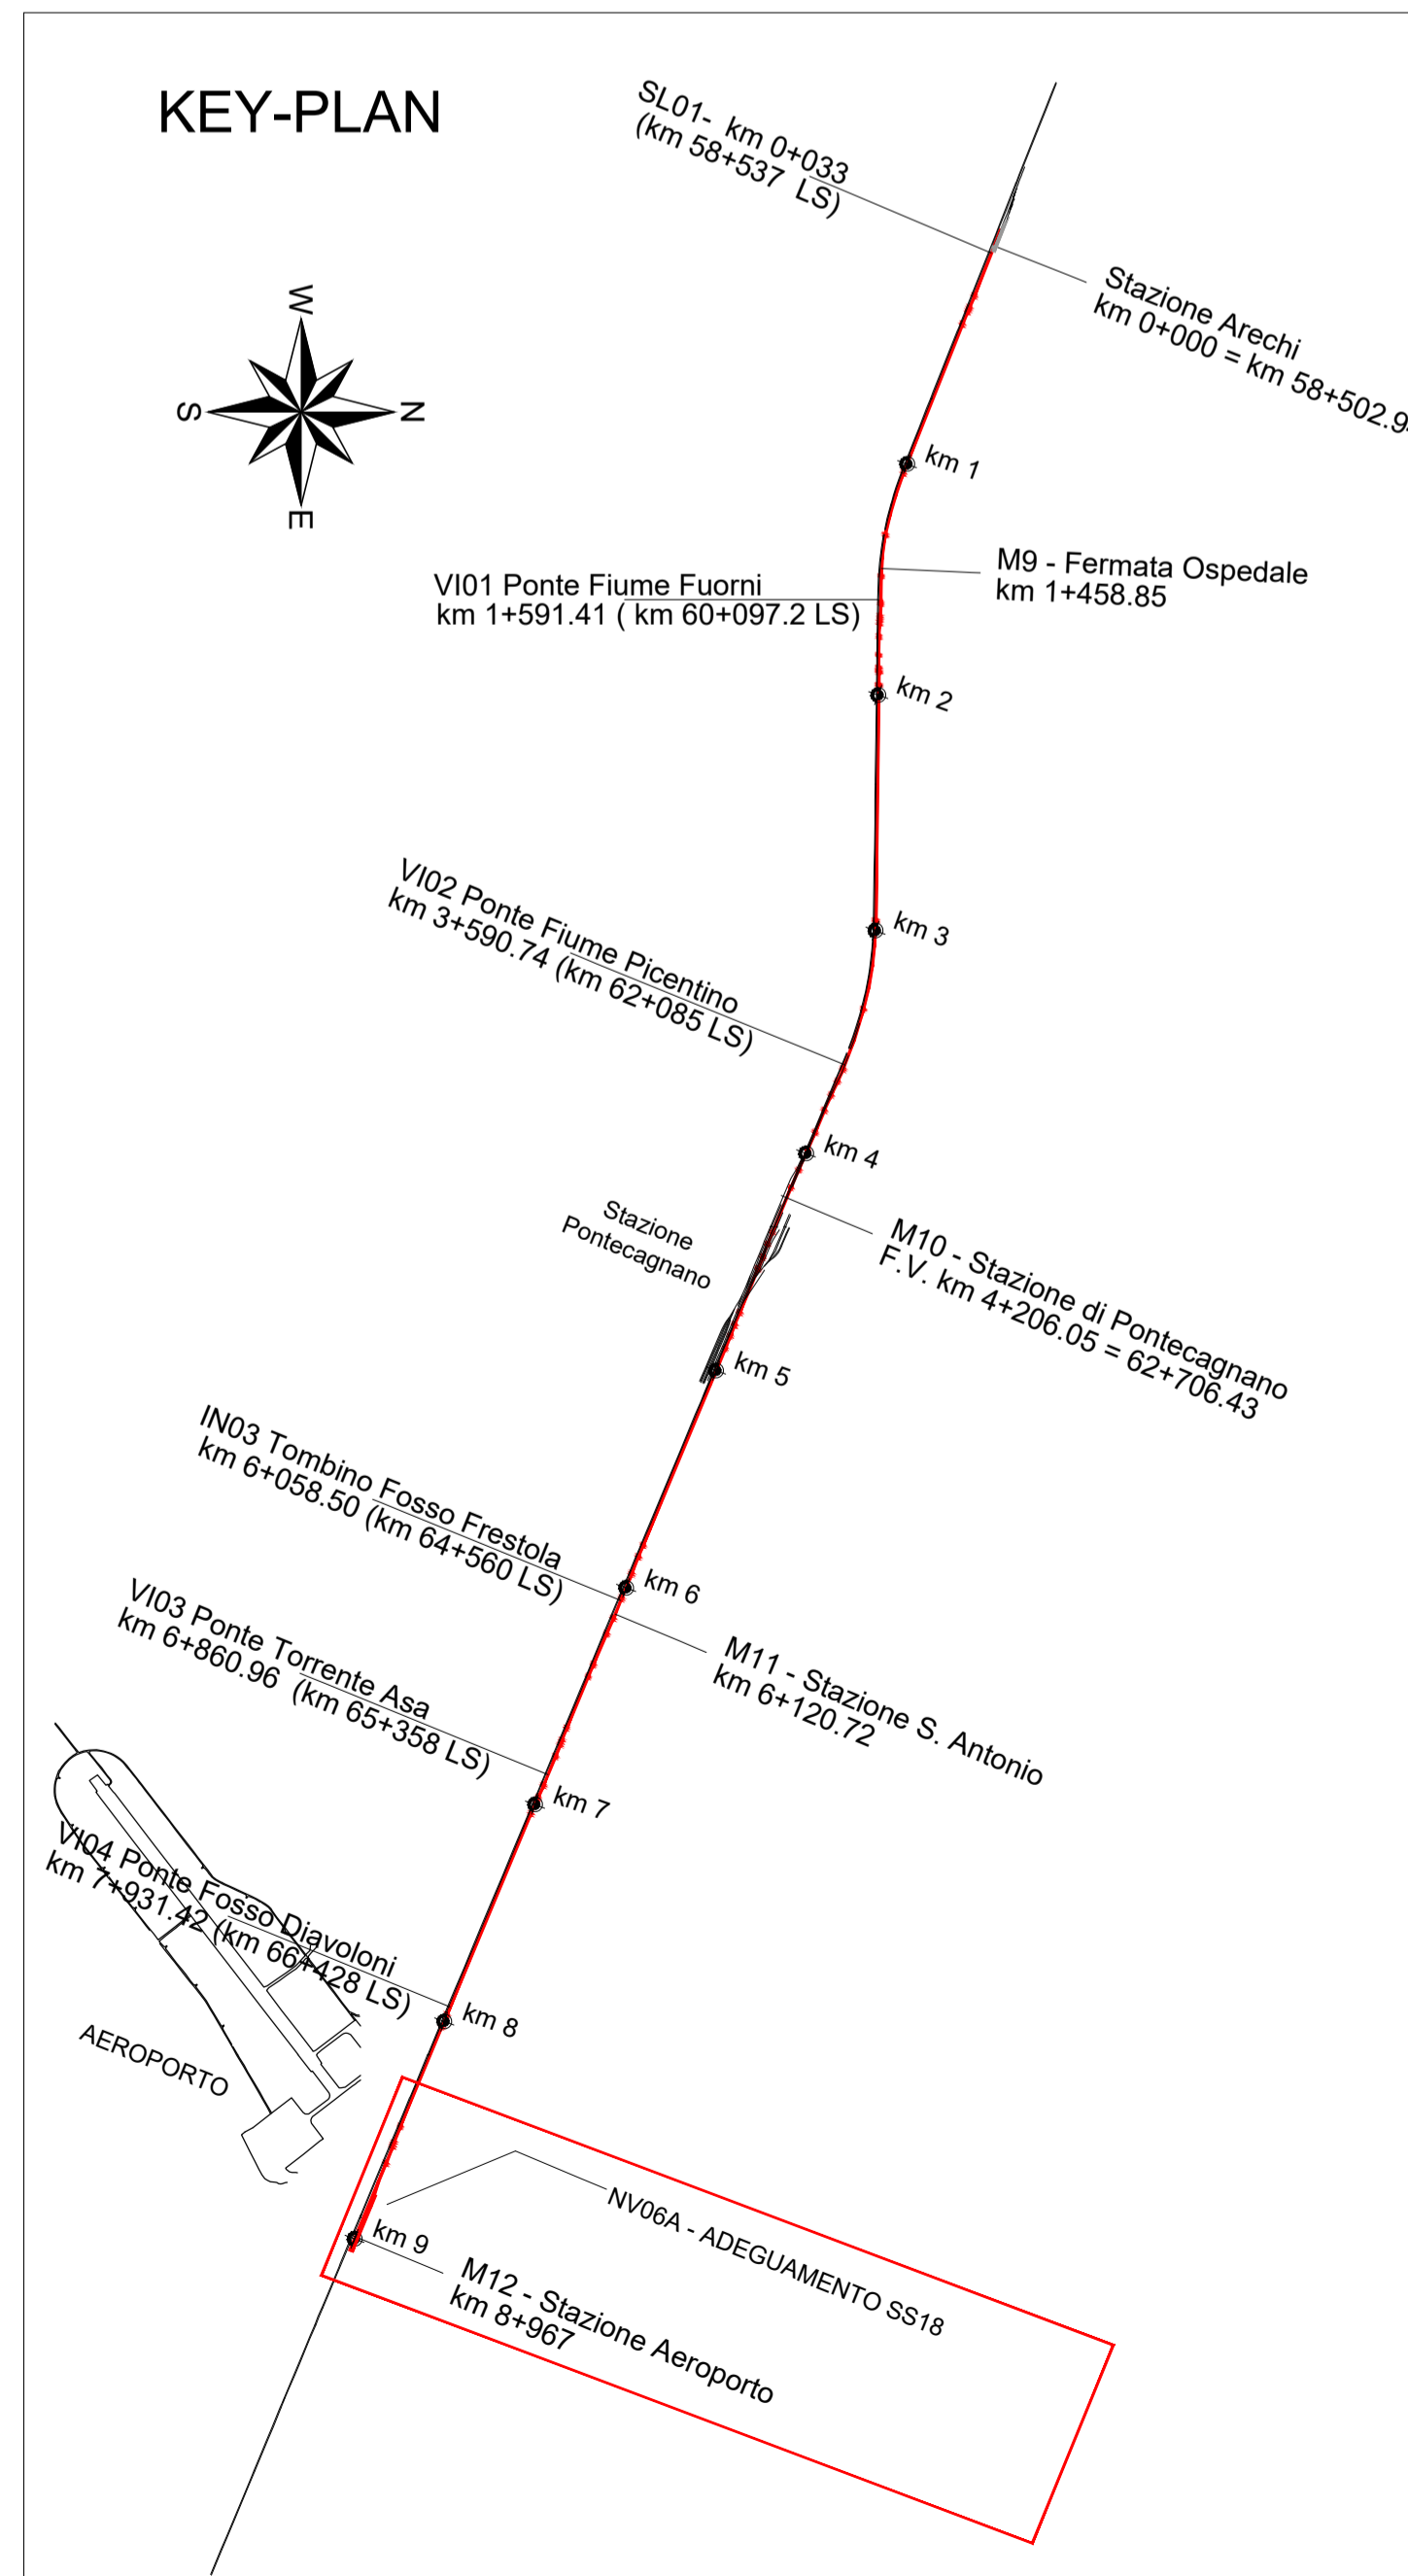 KEY-PLAN
SL01- km 0+033
(km 58+537 LS)
Stazione Arechi
km 0+000 = km 58+502.9
W
S
N
E
km 1
M9 - Fermata Ospedale
km 1+458.85
VI01 Ponte Fiume Fuorni
km 1+591.41 ( km 60+097.2 LS)
km 2
VI02 Ponte Fiume Picentino
km 3+590.74 (km 62+085 LS)
km 3
km 4
Stazione
Pontecagnano
M10 - Stazione di Pontecagnano
F.V. km 4+206.05 = 62+706.43
km 5
IN03 Tombino Fosso Frestola
km 6+058.50 (km 64+560 LS)
km 6
VI03 Ponte Torrente Asa
km 6+860.96 (km 65+358 LS)
M11 - Stazione S. Antonio
km 6+120.72
km 7
VI04 Ponte Fosso Diavoloni
km 7+931.42 (km 66+428 LS)
km 8
AEROPORTO
NV06A - ADEGUAMENTO SS18
km 9
M12 - Stazione Aeroporto
km 8+967